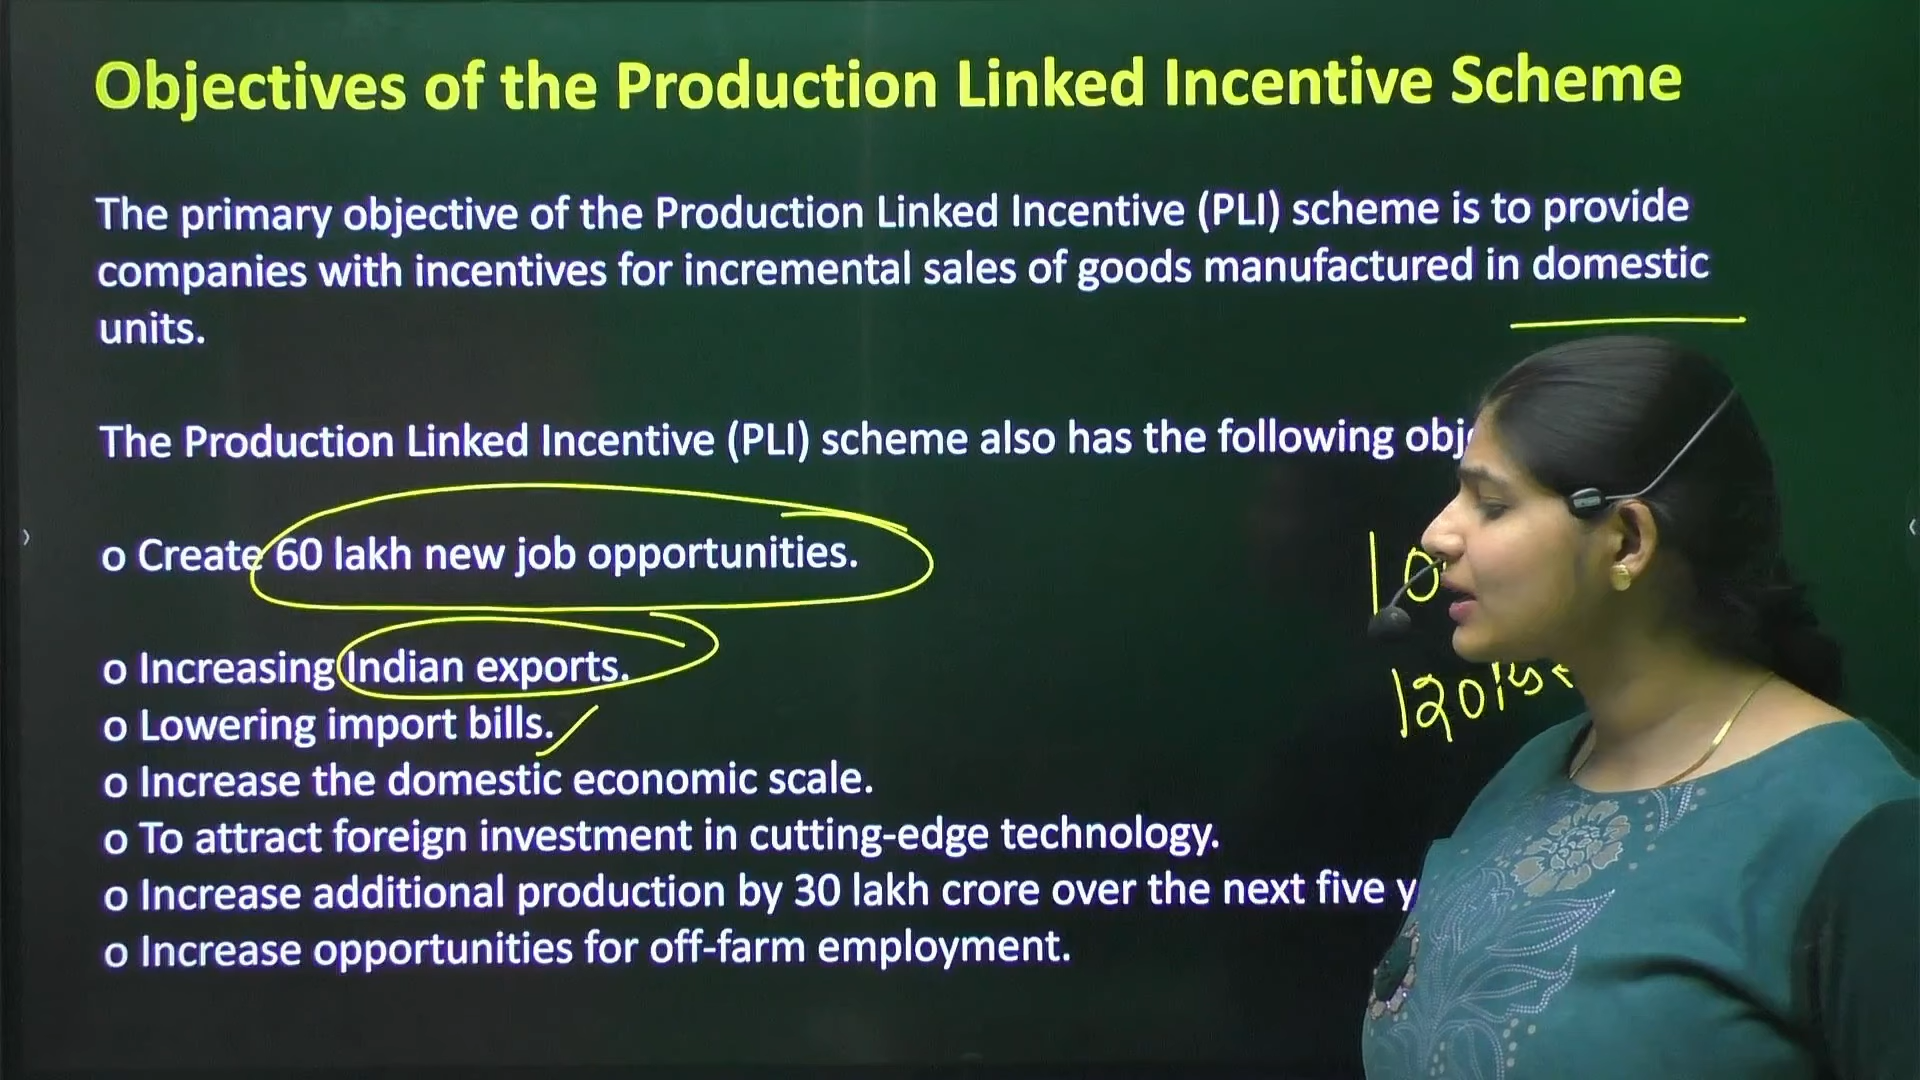 Objectives of the Production Linked Incentive Scheme
The primary objective of the Production Linked Incentive (PLI) scheme is to provide
companies with incentives for incremental sales of goods manufactured in domestic
units.
The Production Linked Incentive (PLI) scheme also has the following
o Create 60 lakh new job opportunities.
10
o Increasing Indian exports.
o Lowering import bills.
o Increase the domestic economic scale.
o To attract foreign investment in cutting-edge technology.
o Increase additional production by 30 lakh crore over the next five
o Increase opportunities for off-farm employment.